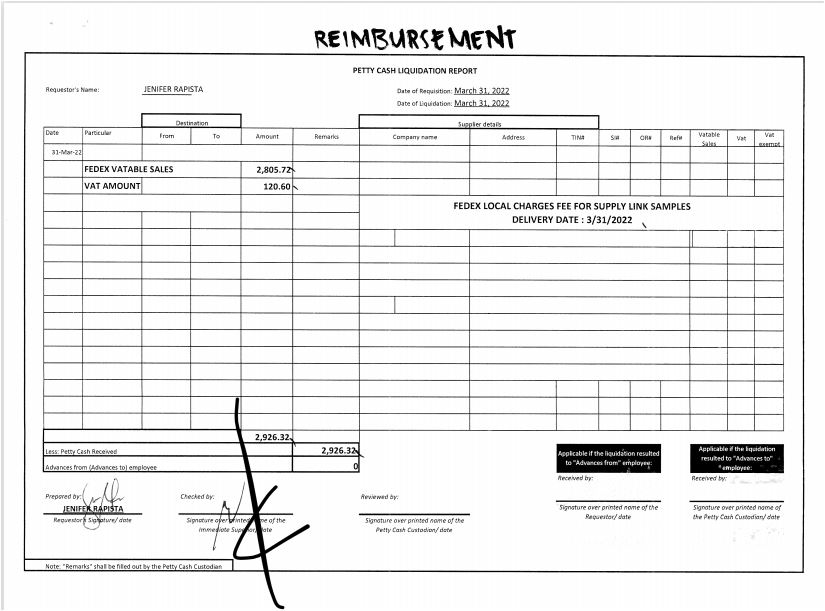 REIMBURSEMENT
PETTY CASH LIQUIDATION REPORT
Requestor's Name: JENIFER RAPISTA
Date of Requisition: March 31, 2022
Date of Liquidation: March 31, 2022
Destination Supplier details
Date Particular From To Amount Remarks Company name Address TIN# SI# OR# Ref# Vatable Sales Vat Vat exempt
31-Mar-22
FEDEX VATABLE SALES 2,805.72
VAT AMOUNT 120.60
FEDEX LOCAL CHARGES FEE FOR SUPPLY LINK SAMPLES
DELIVERY DATE : 3/31/2022
2,926.32
Less: Petty Cash Received 2,926.32
Advances from (Advances to) employee 0
Applicable if the liquidation resulted
to "Advances from" employee:
Applicable if the liquidation
resulted to "Advances to"
employee:
Received by: Received by:
Prepared by: Checked by: Reviewed by:
JENIFER RAPISTA
Requestor's Signature/ date
Signature over printed name of the
Immediate Superior/ date
Signature over printed name of the
Petty Cash Custodian/ date
Signature over printed name of the
Requestor/ date
Signature over printed name of
the Petty Cash Custodian/ date
Note: "Remarks" shall be filled out by the Petty Cash Custodian